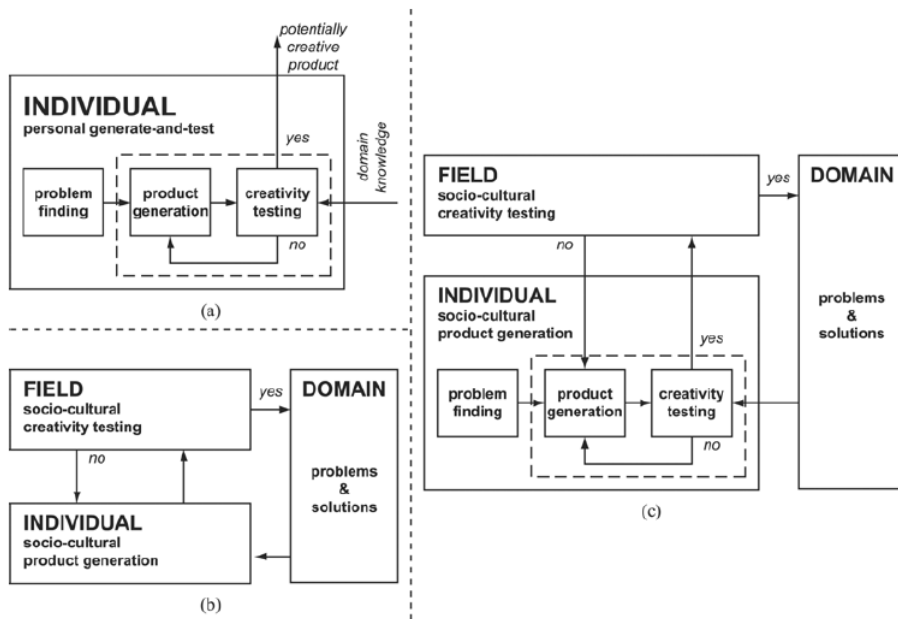 potentially
creative
product
INDIVIDUAL
personal generate-and-test
yes
domain
knowledge
problem
finding
product
generation
creativity
testing
no
(a)
FIELD
socio-cultural
creativity testing
yes
DOMAIN
no
problems
&
solutions
INDIVIDUAL
socio-cultural
product generation
(b)
FIELD
socio-cultural
creativity testing
yes
DOMAIN
no
INDIVIDUAL
socio-cultural
product generation
yes
problems
&
solutions
problem
finding
product
generation
creativity
testing
no
(c)